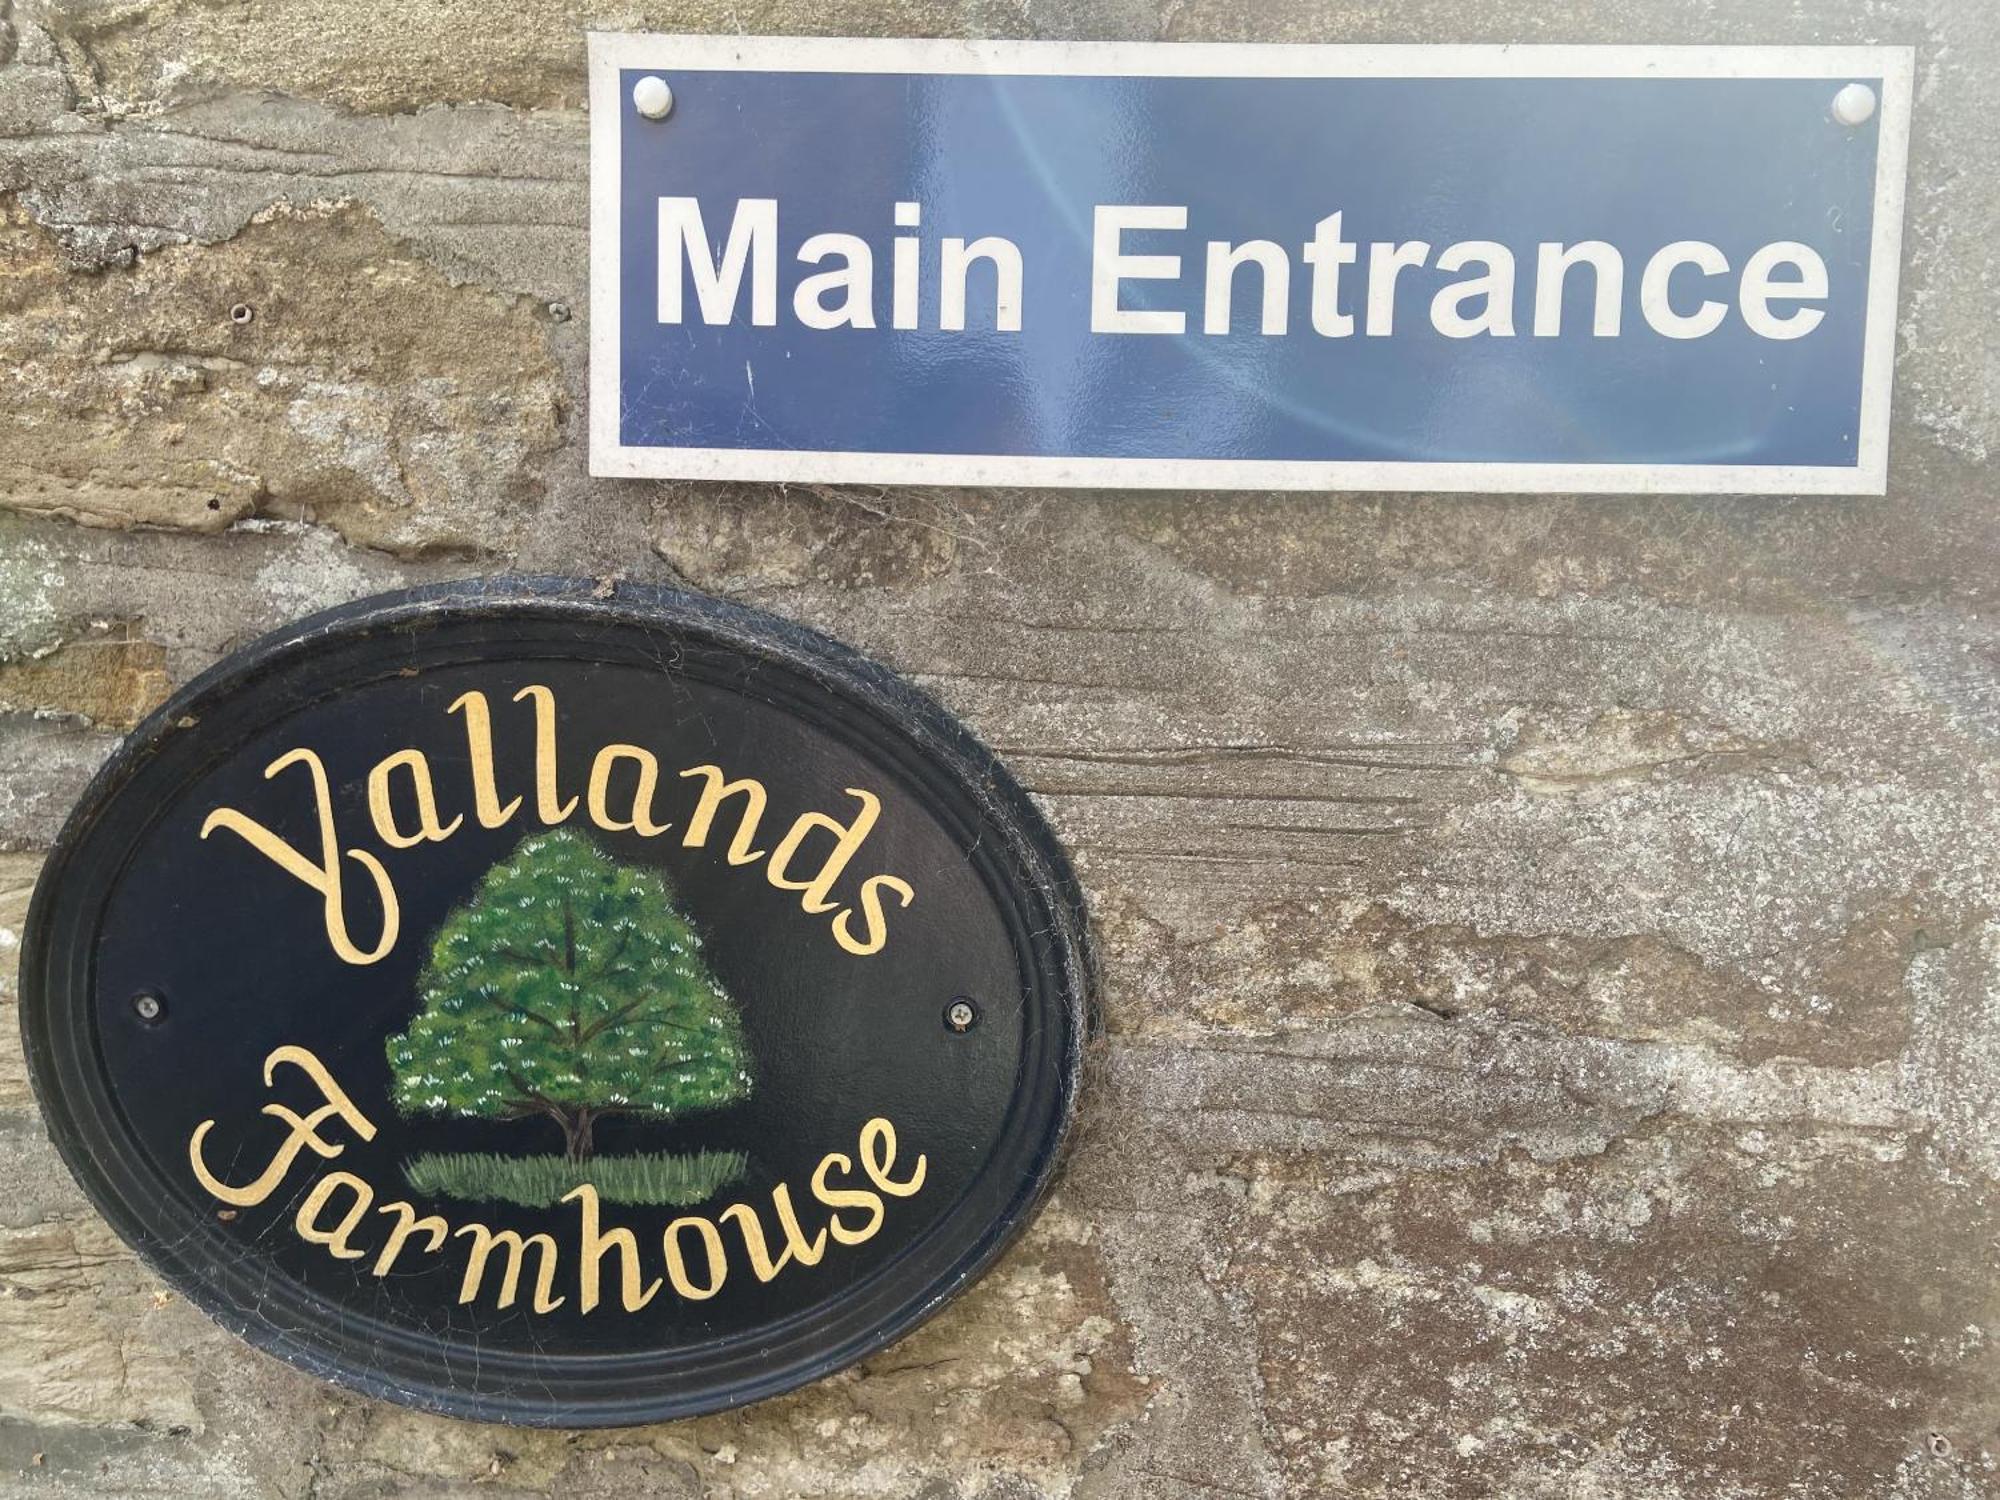 Main Entrance
Yallands
Farmhouse